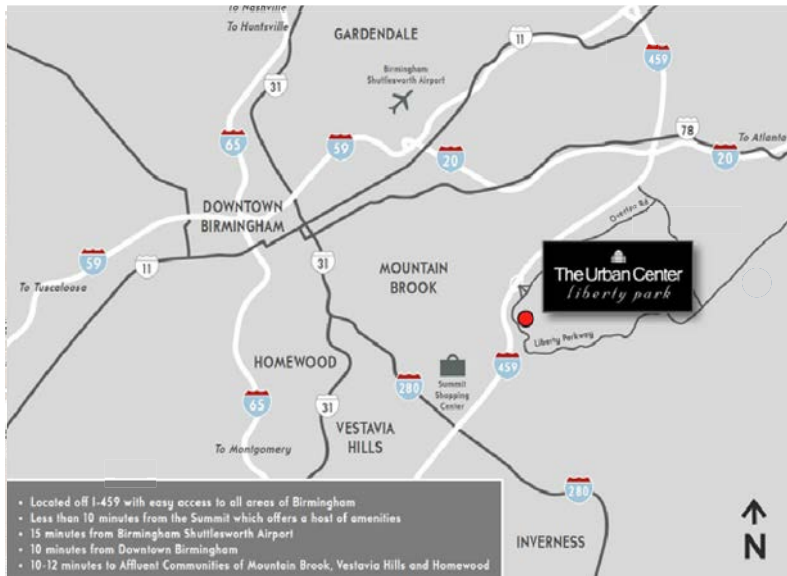 To Nashville
To Huntsville
GARDENDALE
11
459
31
Birmingham
Shuttlesworth Airport
65
59
20
78
To Atlanta
20
DOWNTOWN
BIRMINGHAM
Overton Rd
59
11
31
MOUNTAIN
BROOK
The Urban Center
liberty park
To Tuscaloosa
Liberty Parkway
HOMEWOOD
459
Summit
Shopping
Center
280
65
31
VESTAVIA
HILLS
To Montgomery
280
INVERNESS
N
• Located off I-459 with easy access to all areas of Birmingham
• Less than 10 minutes from the Summit which offers a host of amenities
• 15 minutes from Birmingham Shuttlesworth Airport
• 10 minutes from Downtown Birmingham
• 10-12 minutes to Affluent Communities of Mountain Brook, Vestavia Hills and Homewood